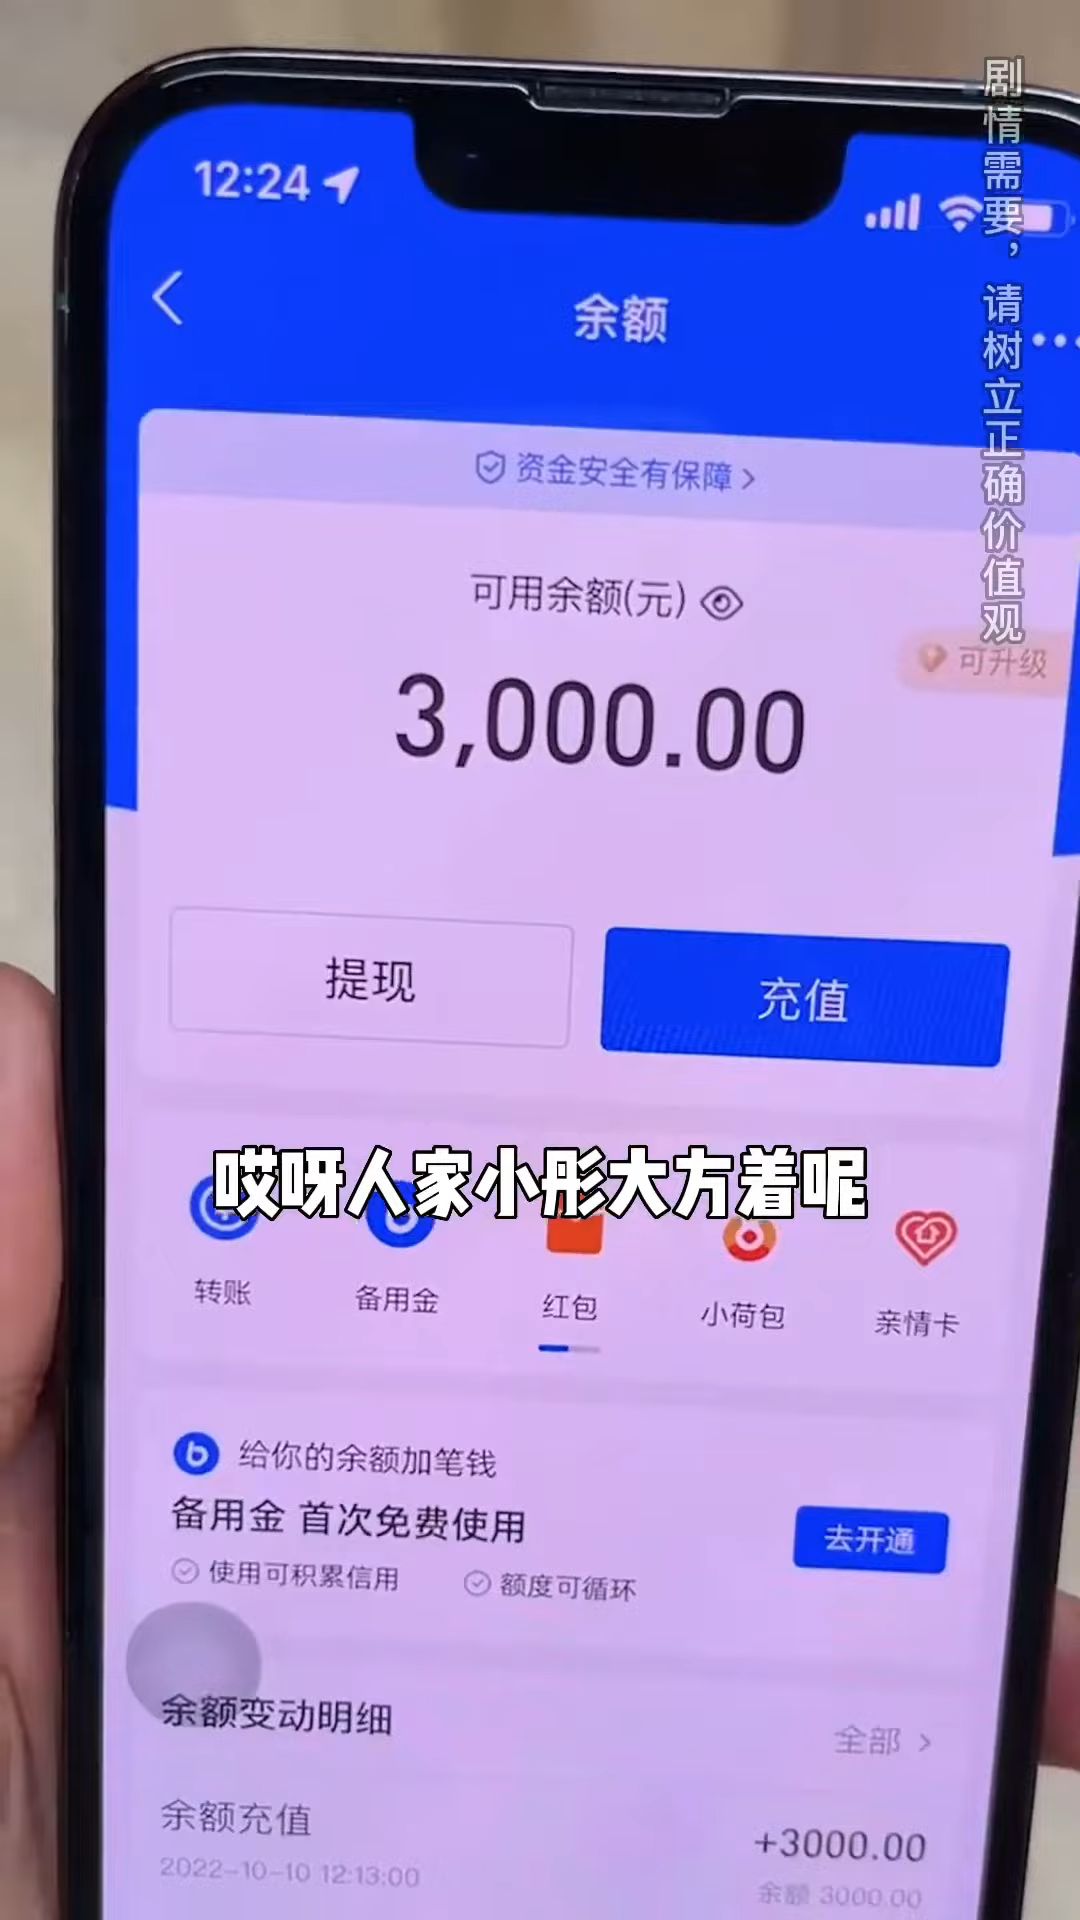 12:24
余额
剧情需要，请树立正确价值观
资金安全有保障
可用余额(元)
可升级
3,000.00
提现
充值
哎呀人家小彤大方着呢
转账
备用金
红包
小荷包
亲情卡
给你的余额加笔钱
备用金 首次免费使用
去开通
使用可积累信用
额度可循环
余额变动明细
全部
余额充值
+3000.00
2022-10-10 12:13:00
余额 3000.00